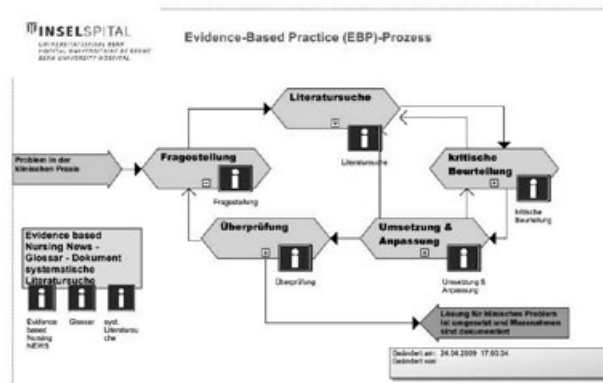 INSELSPITAL
UNIVERSITÄTSSPITAL BERN
HOPITAL UNIVERSITAIRE DE BERNE
BERN UNIVERSITY HOSPITAL
Evidence-Based Practice (EBP)-Prozess
Literatursuche
Literatursuche
Problem in der
klinischen Praxis
Fragestellung
Fragestellung
kritische
Beurteilung
kritische
Beurteilung
Überprüfung
Überprüfung
Umsetzung &
Anpassung
Umsetzung &
Anpassung
Evidence based
Nursing News -
Glossar - Dokument
systematische
Literatursuche
Evidence
based
Nursing
NEWS
Glossar
syst.
Literatursu
che
Lösung für klinisches Problem
ist umgesetzt und Massnahmen
sind dokumentiert
Geändert am: 24.04.2009 17:03:34
Geändert von: